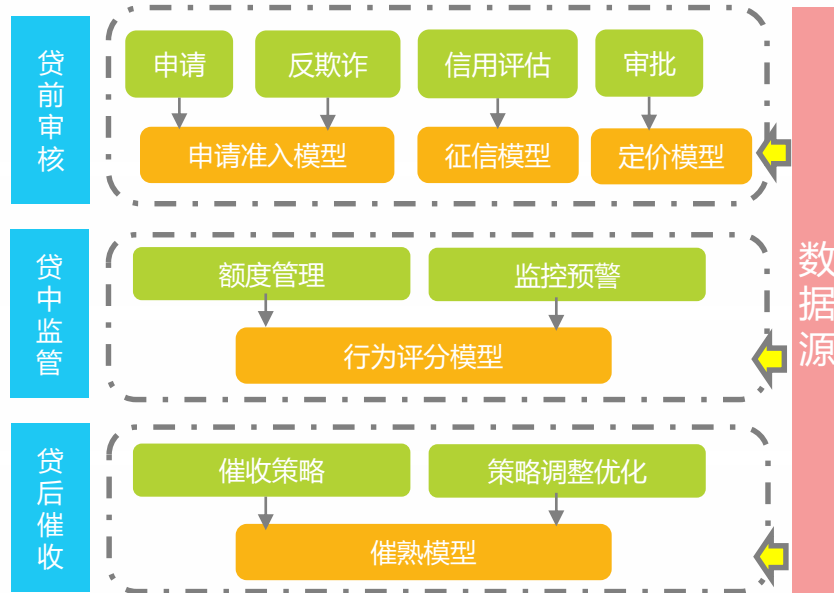 贷前审核
申请
反欺诈
信用评估
审批
申请准入模型
征信模型
定价模型
贷中监管
额度管理
监控预警
行为评分模型
贷后催收
催收策略
策略调整优化
催熟模型
数据源